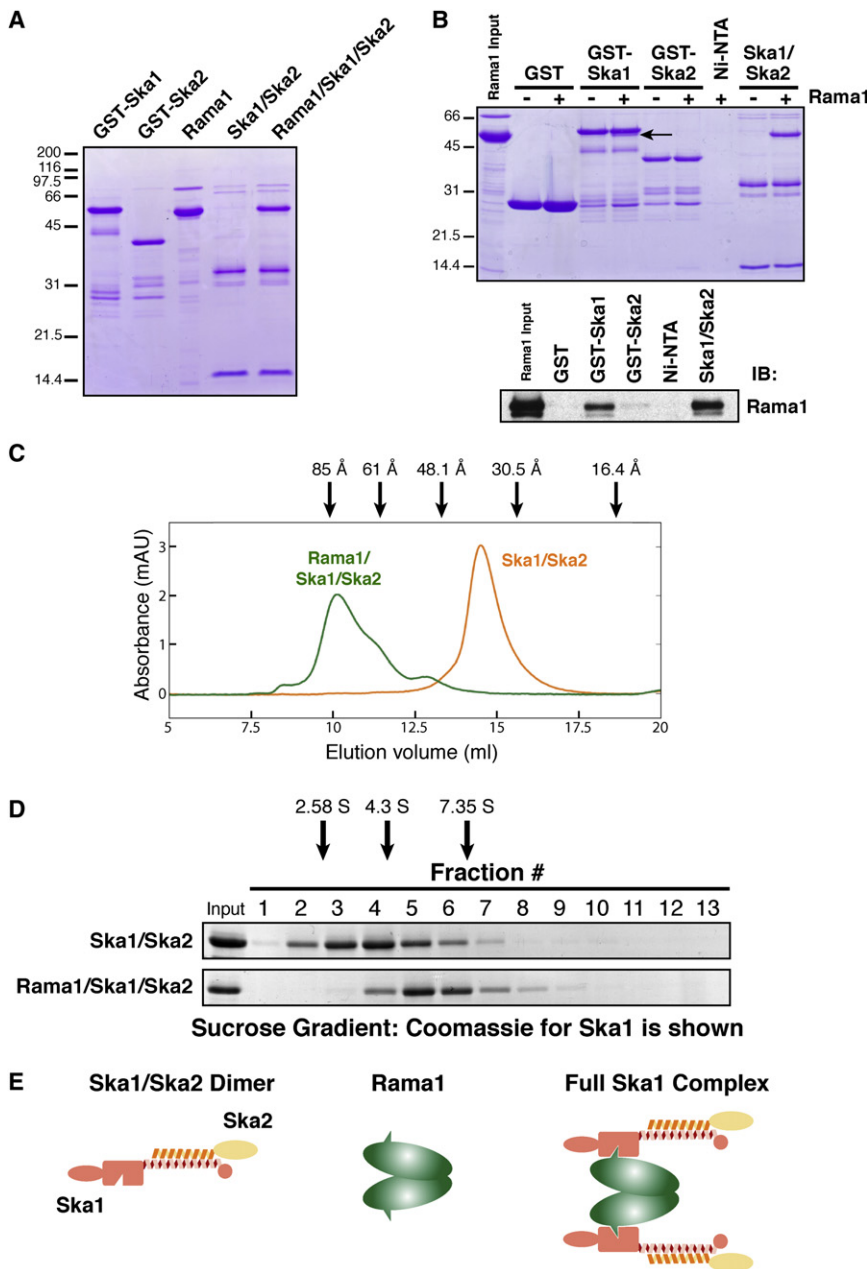 A
GST-Ska1
GST-Ska2
Rama1
Ska1/Ska2
Rama1/Ska1/Ska2
200
116
97.5
66
45
31
21.5
14.4
B
Rama1 Input
GST
GST-Ska1
GST-Ska2
Ni-NTA
Ska1/Ska2
- + - + - + + - + Rama1
66
45
31
21.5
14.4
Rama1 Input
GST
GST-Ska1
GST-Ska2
Ni-NTA
Ska1/Ska2
IB:
Rama1
C
85 Å 61 Å 48.1 Å 30.5 Å 16.4 Å
Absorbance (mAU)
3
2
1
0
Rama1/
Ska1/Ska2
Ska1/Ska2
5 7.5 10 12.5 15 17.5 20
Elution volume (ml)
D
2.58 S 4.3 S 7.35 S
Fraction #
Input 1 2 3 4 5 6 7 8 9 10 11 12 13
Ska1/Ska2
Rama1/Ska1/Ska2
Sucrose Gradient: Coomassie for Ska1 is shown
E
Ska1/Ska2 Dimer
Rama1
Full Ska1 Complex
Ska2
Ska1